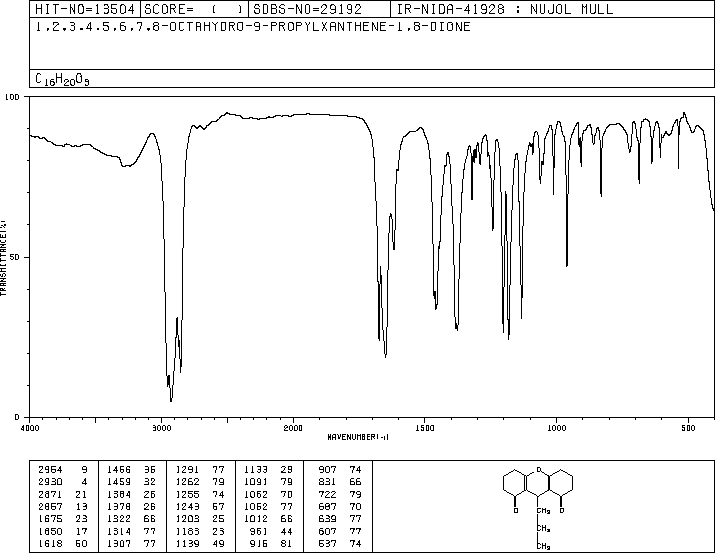 HIT-NO=13504 SCORE= ( ) SDBS-NO=29192 IR-NIDA-41928 : NUJOL MULL
1,2,3,4,5,6,7,8-OCTAHYDRO-9-PROPYLXANTHENE-1,8-DIONE
C16H20O3
100
50
0
TRANSMITTANCE(%)
4000 3000 2000 1500 1000 500
WAVENUMBER(-1)
2964 9 1466 36 1291 77 1133 29 907 74
2930 4 1459 32 1262 79 1091 79 831 66
2871 21 1384 26 1255 74 1062 70 722 79
2857 13 1378 26 1243 57 1062 77 687 70
1675 23 1322 66 1203 25 1012 66 639 77
1650 17 1314 77 1183 23 961 44 607 77
1618 50 1307 77 1139 49 916 81 537 74
O
O O
CH2
CH2
CH3